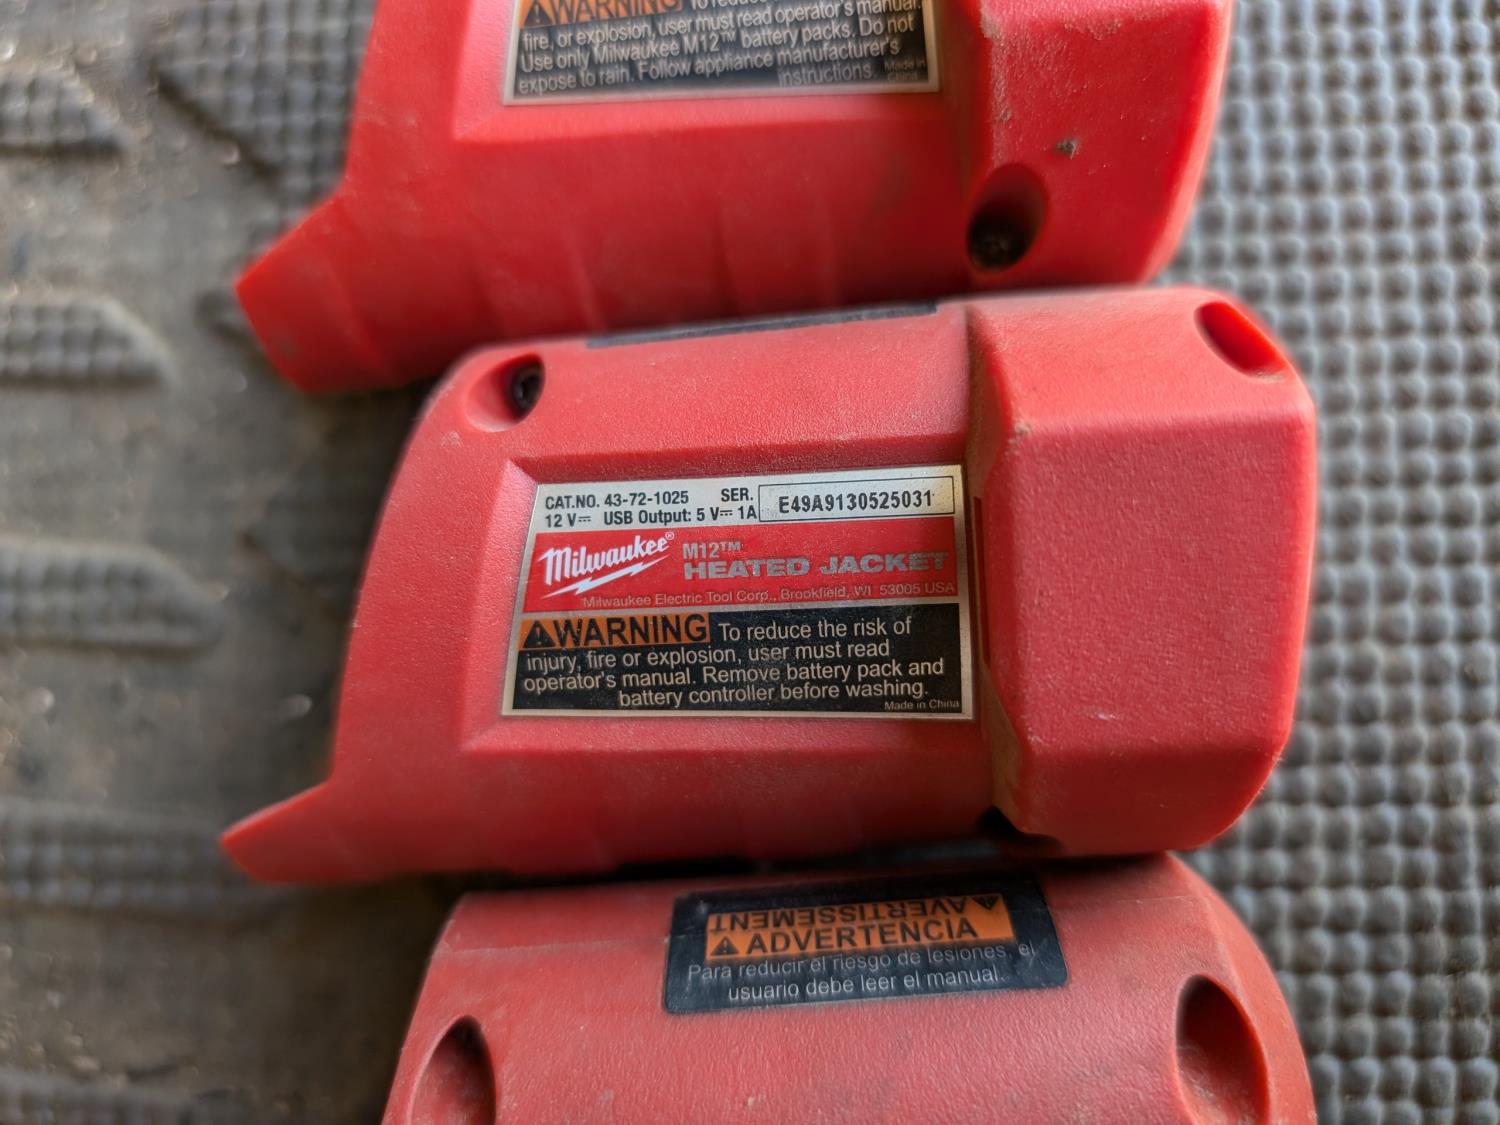 WARNING To reduce
fire, or explosion, user must read operator's manual.
Use only Milwaukee M12™ battery packs. Do not
expose to rain. Follow appliance manufacturer's
instructions. Made in
China
CAT.NO. 43-72-1025 SER. E49A9130525031
12 V⎓ USB Output: 5 V⎓ 1A
Milwaukee® M12™
HEATED JACKET
Milwaukee Electric Tool Corp., Brookfield, WI 53005 USA
WARNING To reduce the risk of
injury, fire or explosion, user must read
operator's manual. Remove battery pack and
battery controller before washing.
Made in China
AVERTISSEMENT
ADVERTENCIA
Para reducir el riesgo de lesiones, el
usuario debe leer el manual.